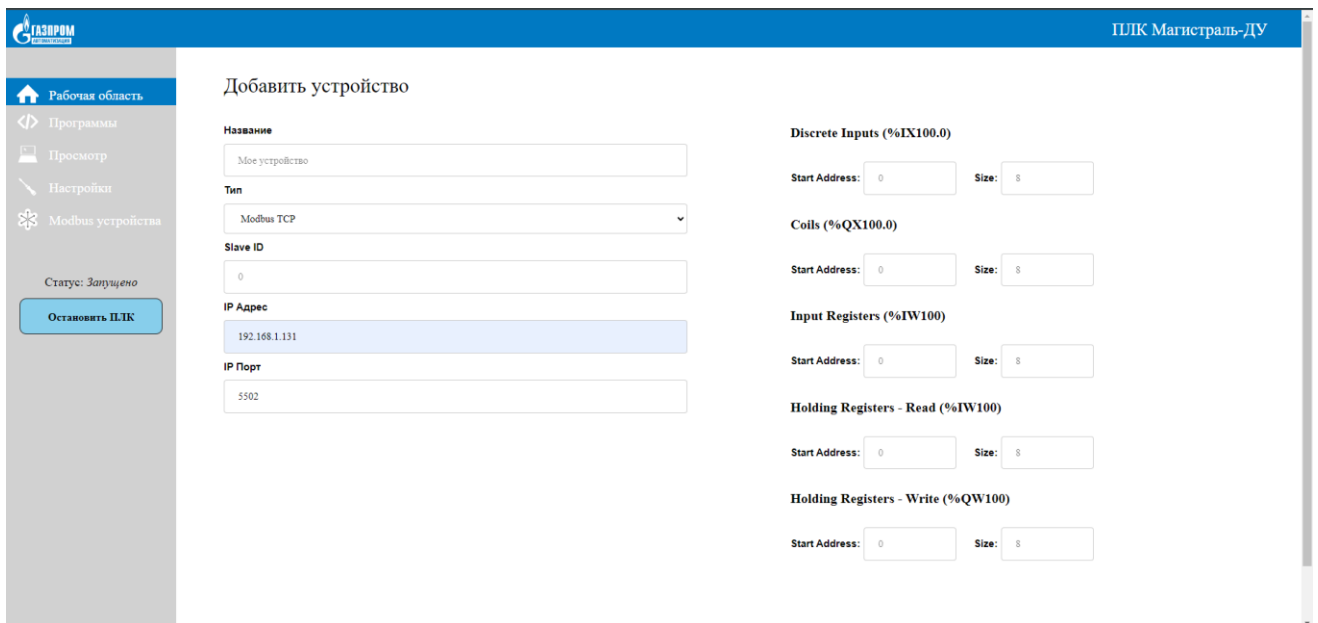 ГАЗПРОМ
АВТОМАТИЗАЦИЯ
ПЛК Магистраль-ДУ
Рабочая область
Программы
Просмотр
Настройки
Modbus устройства
Статус: Запущено
Остановить ПЛК
Добавить устройство
Название
Мое устройство
Тип
Modbus TCP
Slave ID
0
IP Адрес
192.168.1.131
IP Порт
5502
Discrete Inputs (%IX100.0)
Start Address: 0 Size: 8
Coils (%QX100.0)
Start Address: 0 Size: 8
Input Registers (%IW100)
Start Address: 0 Size: 8
Holding Registers - Read (%IW100)
Start Address: 0 Size: 8
Holding Registers - Write (%QW100)
Start Address: 0 Size: 8